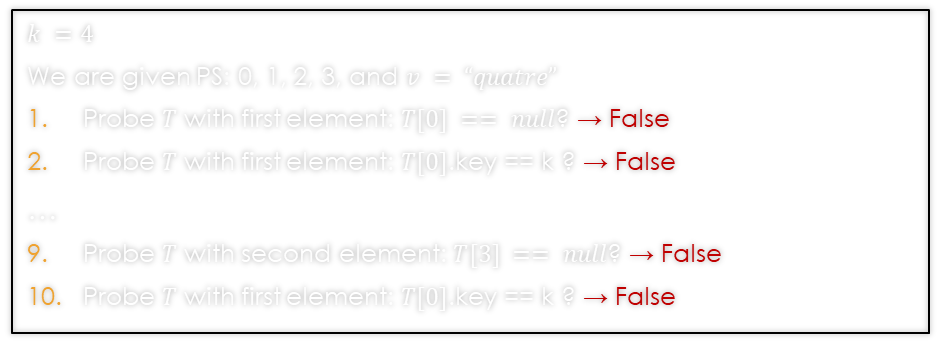 k = 4
We are given PS: 0, 1, 2, 3, and v = "quatre"
1. Probe T with first element: T[0] == null? → False
2. Probe T with first element: T[0].key == k ? → False
...
9. Probe T with second element: T[3] == null? → False
10. Probe T with first element: T[0].key == k ? → False